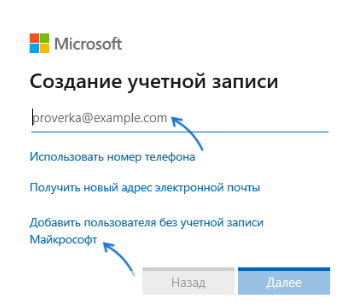 Microsoft
Создание учетной записи
proverka@example.com
Использовать номер телефона
Получить новый адрес электронной почты
Добавить пользователя без учетной записи
Майкрософт
Назад
Далее